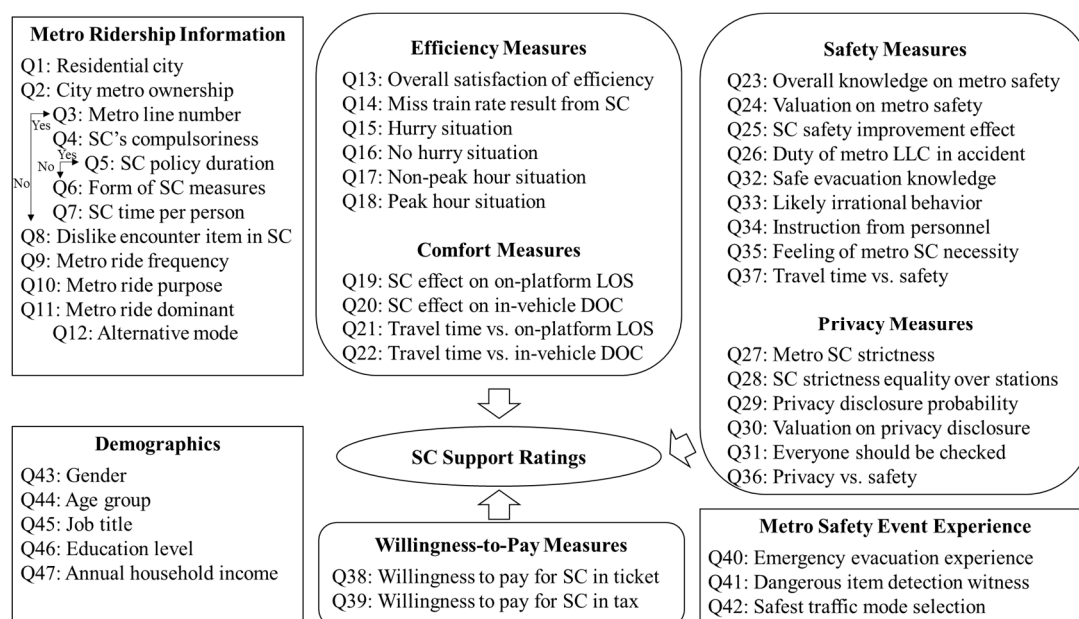 Metro Ridership Information
Q1: Residential city
Q2: City metro ownership
Yes
Q3: Metro line number
Q4: SC's compulsoriness
Yes
No
Q5: SC policy duration
No
Q6: Form of SC measures
Q7: SC time per person
Q8: Dislike encounter item in SC
Q9: Metro ride frequency
Q10: Metro ride purpose
Q11: Metro ride dominant
Q12: Alternative mode
Efficiency Measures
Q13: Overall satisfaction of efficiency
Q14: Miss train rate result from SC
Q15: Hurry situation
Q16: No hurry situation
Q17: Non-peak hour situation
Q18: Peak hour situation
Comfort Measures
Q19: SC effect on on-platform LOS
Q20: SC effect on in-vehicle DOC
Q21: Travel time vs. on-platform LOS
Q22: Travel time vs. in-vehicle DOC
Safety Measures
Q23: Overall knowledge on metro safety
Q24: Valuation on metro safety
Q25: SC safety improvement effect
Q26: Duty of metro LLC in accident
Q32: Safe evacuation knowledge
Q33: Likely irrational behavior
Q34: Instruction from personnel
Q35: Feeling of metro SC necessity
Q37: Travel time vs. safety
Privacy Measures
Q27: Metro SC strictness
Q28: SC strictness equality over stations
Q29: Privacy disclosure probability
Q30: Valuation on privacy disclosure
Q31: Everyone should be checked
Q36: Privacy vs. safety
SC Support Ratings
Demographics
Q43: Gender
Q44: Age group
Q45: Job title
Q46: Education level
Q47: Annual household income
Willingness-to-Pay Measures
Q38: Willingness to pay for SC in ticket
Q39: Willingness to pay for SC in tax
Metro Safety Event Experience
Q40: Emergency evacuation experience
Q41: Dangerous item detection witness
Q42: Safest traffic mode selection